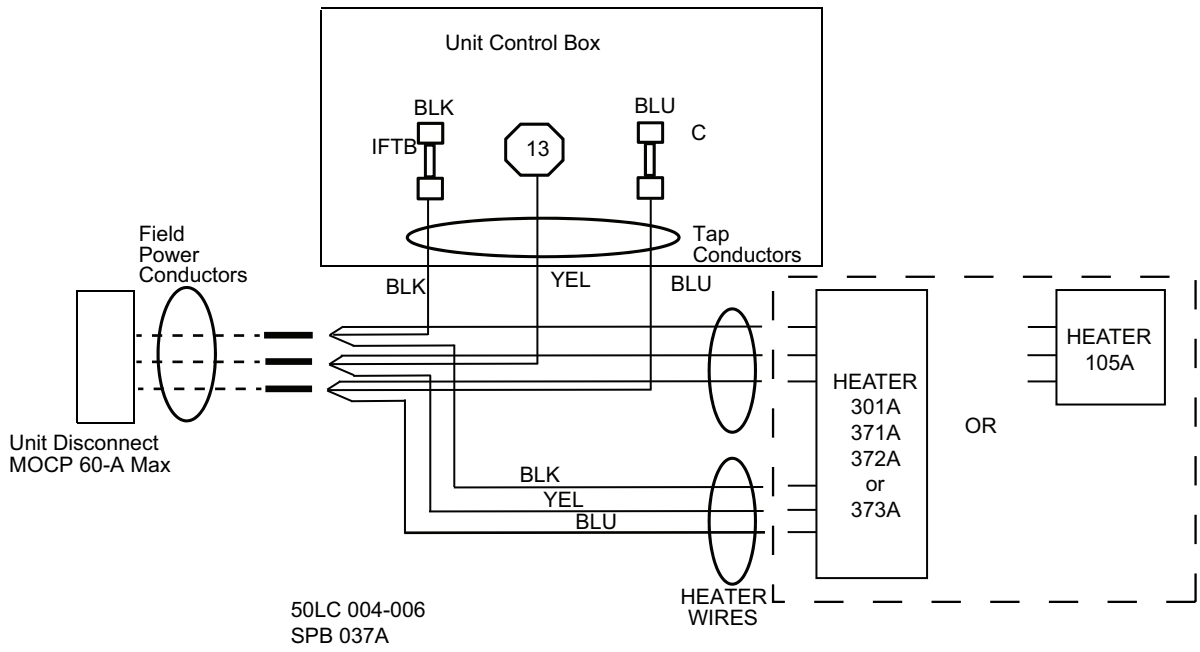 Unit Control Box
BLK
BLU
IFTB
13
C
Field
Power
Conductors
Tap
Conductors
BLK
YEL
BLU
HEATER
105A
HEATER
301A
371A
372A
or
373A
OR
Unit Disconnect
MOCP 60-A Max
BLK
YEL
BLU
HEATER
WIRES
50LC 004-006
SPB 037A